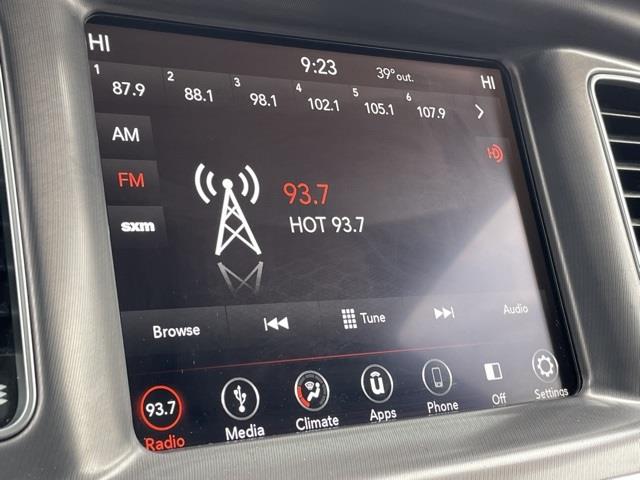 HI 9:23 39° out. HI
1 87.9 2 88.1 3 98.1 4 102.1 5 105.1 6 107.9
AM
HD
FM
93.7
HOT 93.7
sxm
Browse Tune Audio
93.7
Radio Media Climate Apps Phone Off Settings